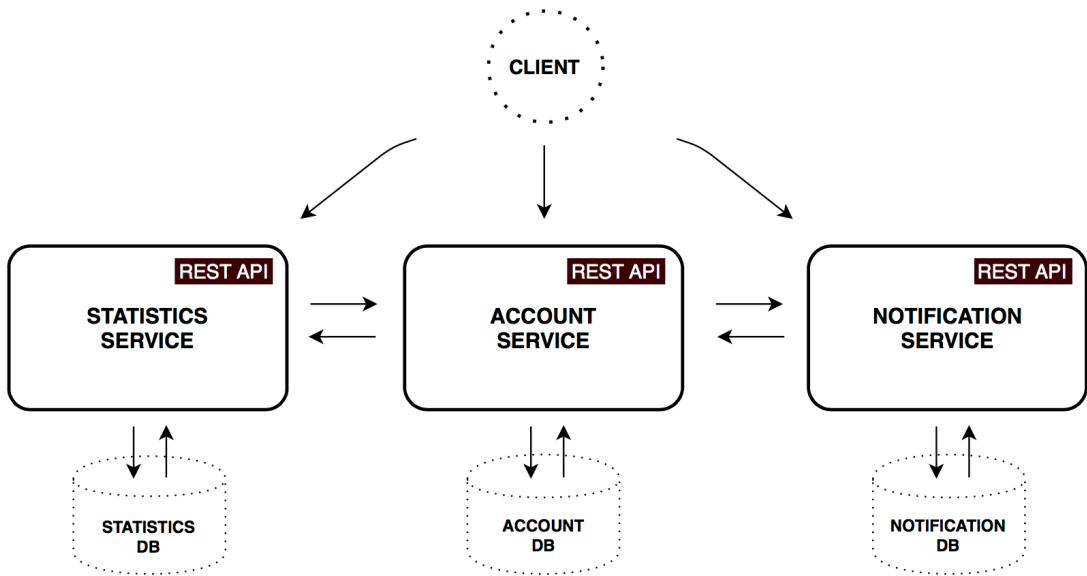 CLIENT
REST API
STATISTICS
SERVICE
REST API
ACCOUNT
SERVICE
REST API
NOTIFICATION
SERVICE
STATISTICS
DB
ACCOUNT
DB
NOTIFICATION
DB